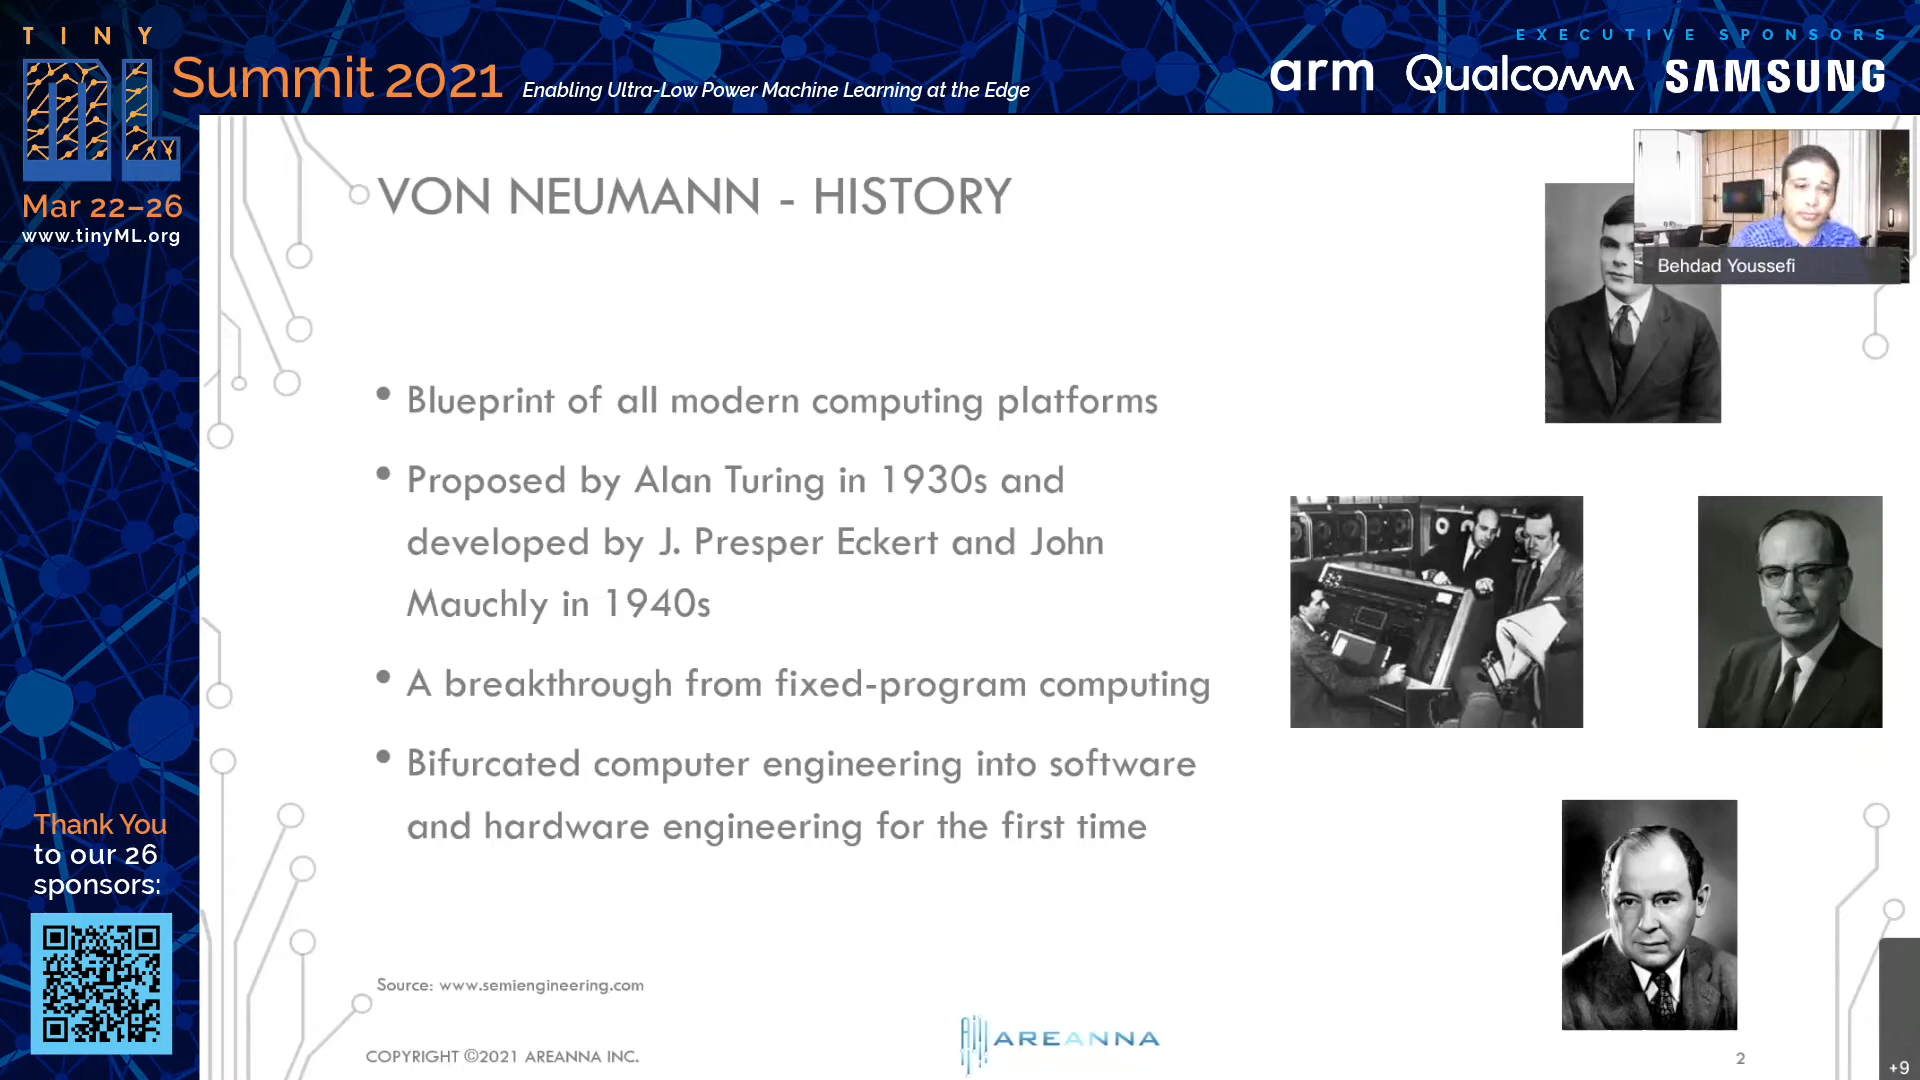 TINY
ML
Summit 2021
Enabling Ultra-Low Power Machine Learning at the Edge
EXECUTIVE SPONSORS
arm
Qualcomm
SAMSUNG
Mar 22–26
www.tinyML.org
VON NEUMANN - HISTORY
Behdad Youssefi
• Blueprint of all modern computing platforms
• Proposed by Alan Turing in 1930s and
developed by J. Presper Eckert and John
Mauchly in 1940s
• A breakthrough from fixed-program computing
• Bifurcated computer engineering into software
and hardware engineering for the first time
Thank You
to our 26
sponsors:
Source: www.semiengineering.com
COPYRIGHT ©2021 AREANNA INC.
AREANNA
2
+9